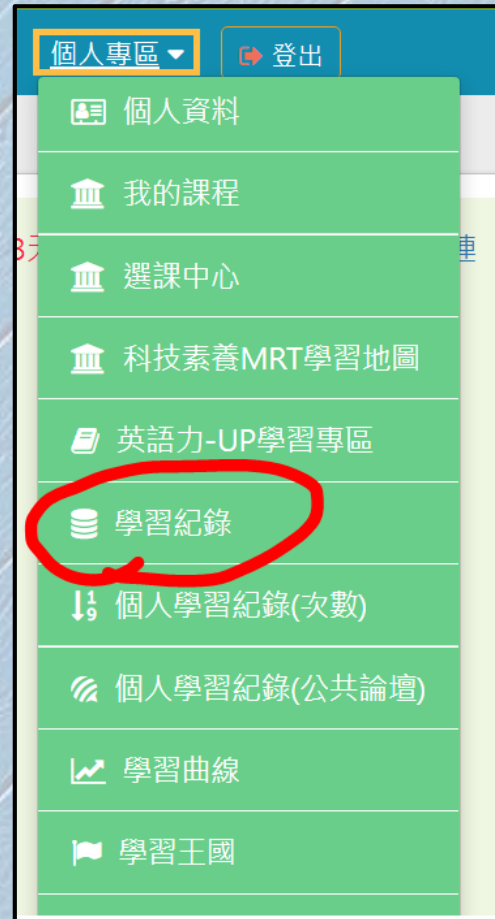 個人專區 登出
個人資料
我的課程
3天 連
選課中心
科技素養MRT學習地圖
英語力-UP學習專區
學習紀錄
個人學習紀錄(次數)
個人學習紀錄(公共論壇)
學習曲線
學習王國